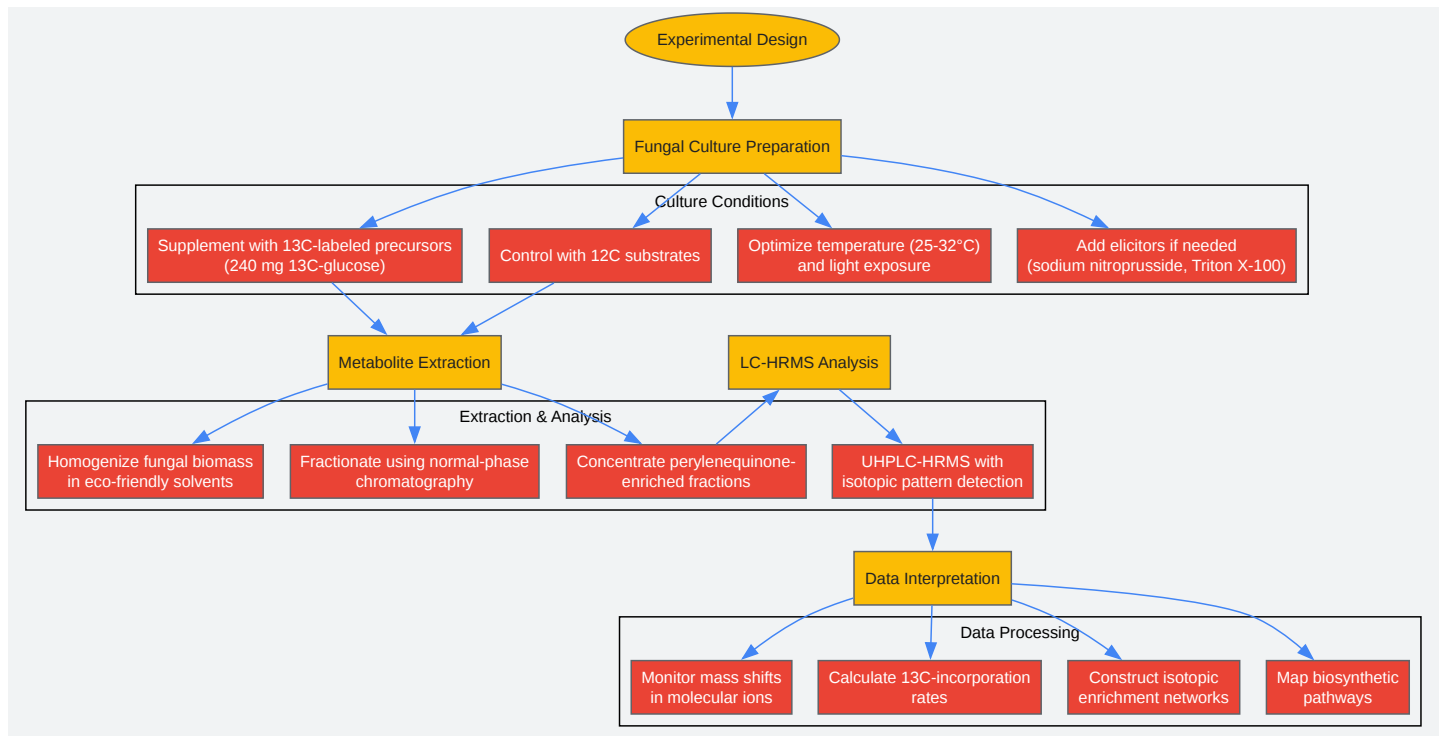 Experimental Design
Fungal Culture Preparation
Culture Conditions
Supplement with 13C-labeled precursors
(240 mg 13C-glucose)
Control with 12C substrates
Optimize temperature (25-32°C)
and light exposure
Add elicitors if needed
(sodium nitroprusside, Triton X-100)
Metabolite Extraction
LC-HRMS Analysis
Extraction & Analysis
Homogenize fungal biomass
in eco-friendly solvents
Fractionate using normal-phase
chromatography
Concentrate perylenequinone-
enriched fractions
UHPLC-HRMS with
isotopic pattern detection
Data Interpretation
Data Processing
Monitor mass shifts
in molecular ions
Calculate 13C-incorporation
rates
Construct isotopic
enrichment networks
Map biosynthetic
pathways